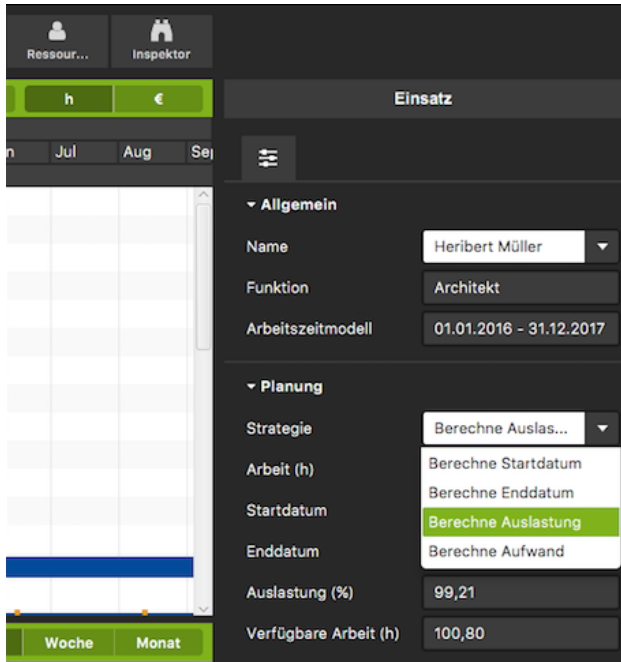 Ressour...
Inspektor
h
€
Einsatz
Jul
Aug
Allgemein
Name
Heribert Müller
Funktion
Architekt
Arbeitszeitmodell
01.01.2016 - 31.12.2017
Planung
Strategie
Berechne Auslas...
Arbeit (h)
Berechne Startdatum
Berechne Enddatum
Startdatum
Berechne Auslastung
Enddatum
Berechne Aufwand
Auslastung (%)
99,21
Verfügbare Arbeit (h)
100,80
Woche
Monat